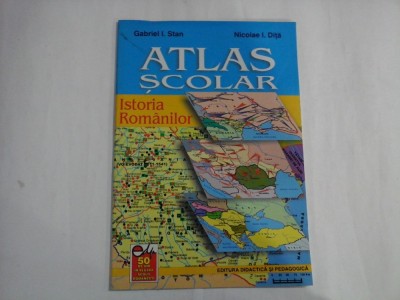 Gabriel I. Stan
Nicolae I. Diță
ATLAS
ȘCOLAR
Istoria
Românilor
50
EDITURA DIDACTICĂ ȘI PEDAGOGICĂ